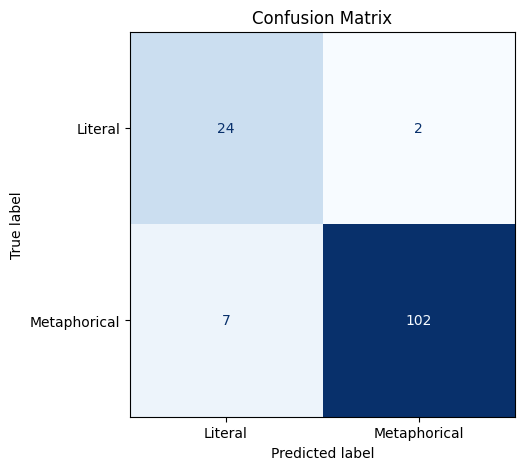 Confusion Matrix
True label
Literal
24
2
Metaphorical
7
102
Literal
Metaphorical
Predicted label